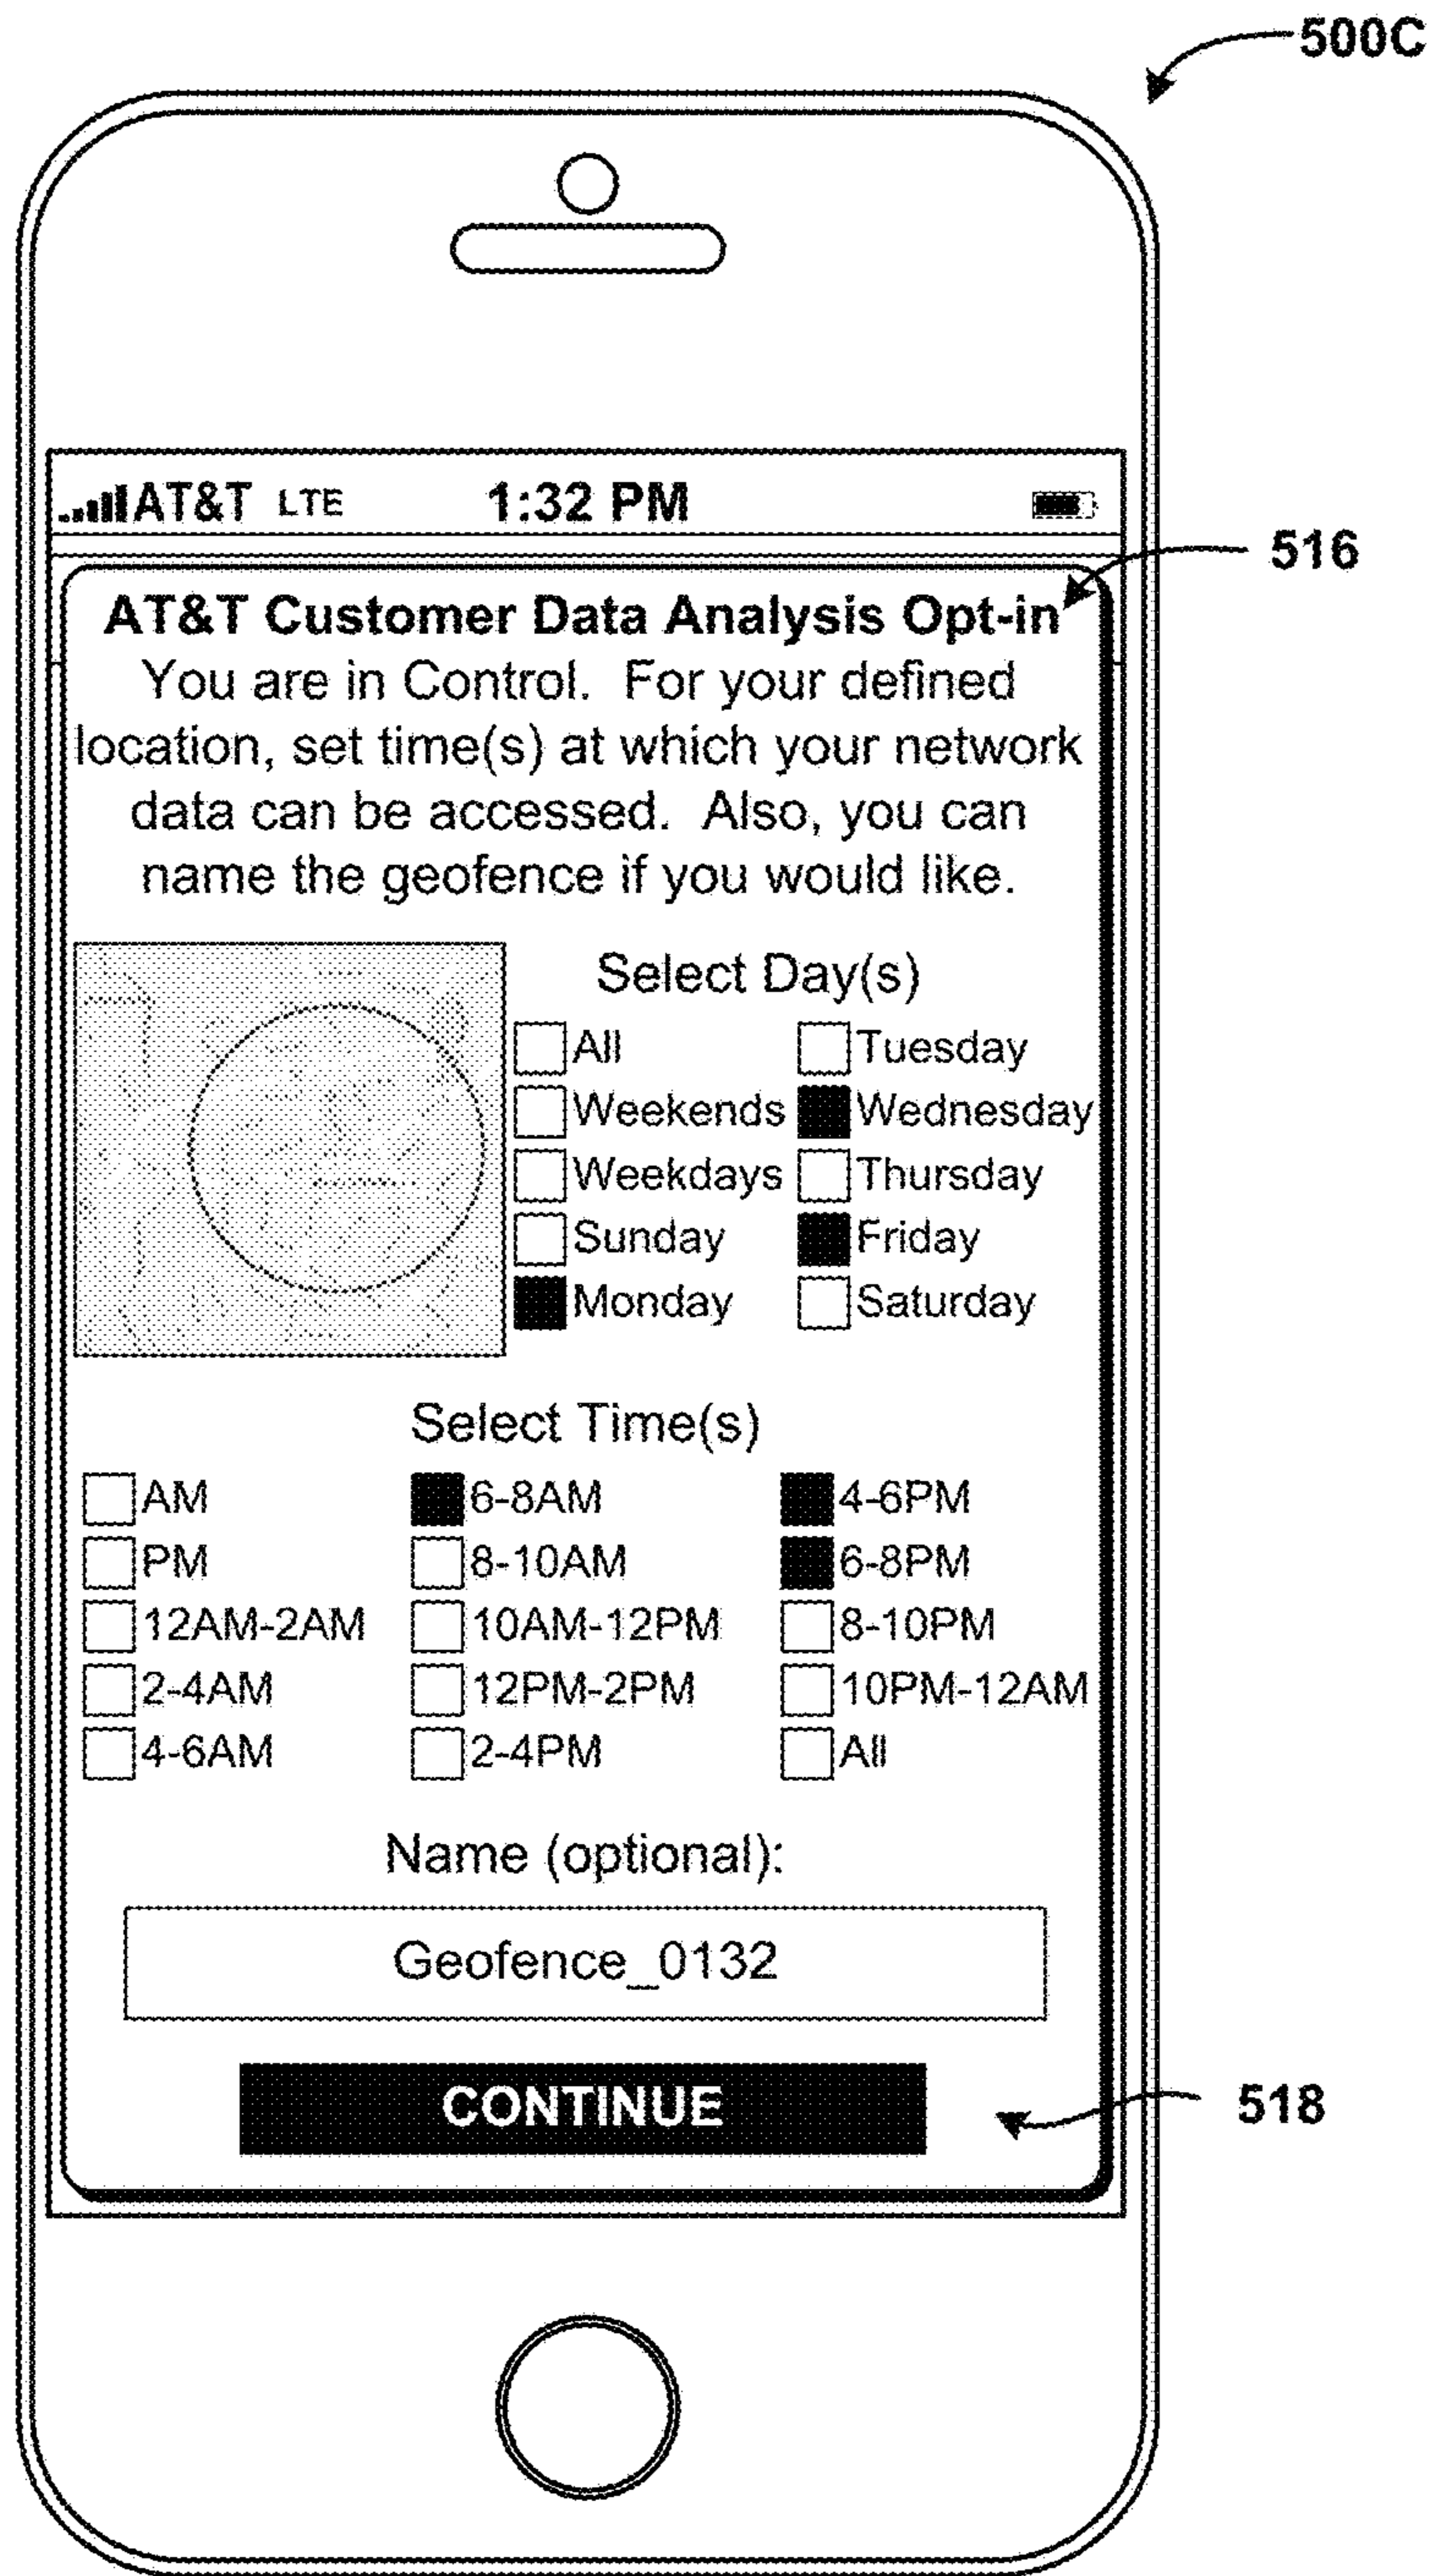 500C
AT&T LTE 1:32 PM
516
AT&T Customer Data Analysis Opt-in
You are in Control. For your defined
location, set time(s) at which your network
data can be accessed. Also, you can
name the geofence if you would like.
Select Day(s)
All Tuesday
Weekends Wednesday
Weekdays Thursday
Sunday Friday
Monday Saturday
Select Time(s)
AM 6-8AM 4-6PM
PM 8-10AM 6-8PM
12AM-2AM 10AM-12PM 8-10PM
2-4AM 12PM-2PM 10PM-12AM
4-6AM 2-4PM All
Name (optional):
Geofence_0132
CONTINUE
518